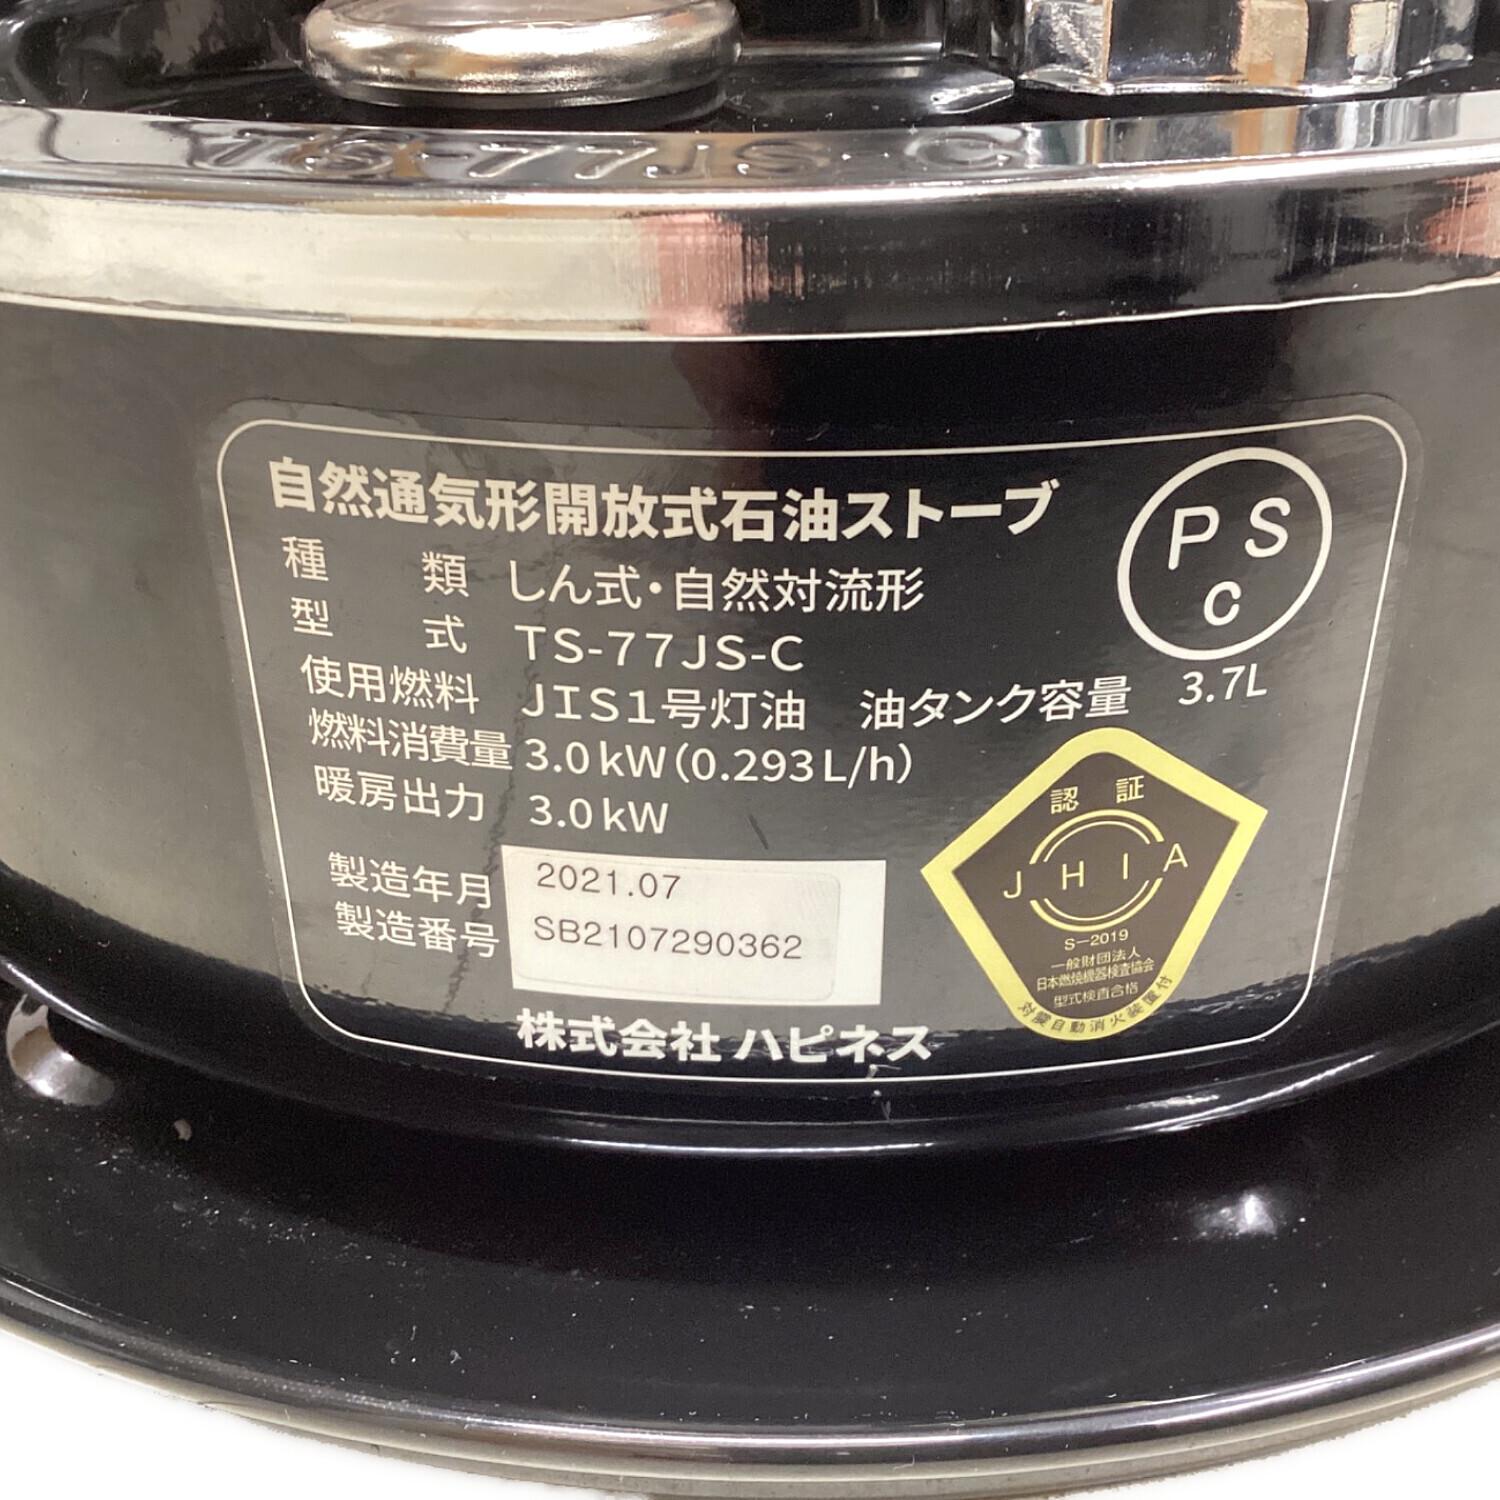 TS-77JS-C
自然通気形開放式石油ストーブ
PS
C
種 類 しん式・自然対流形
型 式 TS-77JS-C
使用燃料 JIS1号灯油 油タンク容量 3.7L
燃料消費量 3.0kW(0.293L/h)
暖房出力 3.0kW
製造年月 2021.07
製造番号 SB2107290362
株式会社 ハピネス
認 証
JHIA
S-2019
一般財団法人
日本燃焼機器検査協会
型式検査合格
対震自動消火装置付